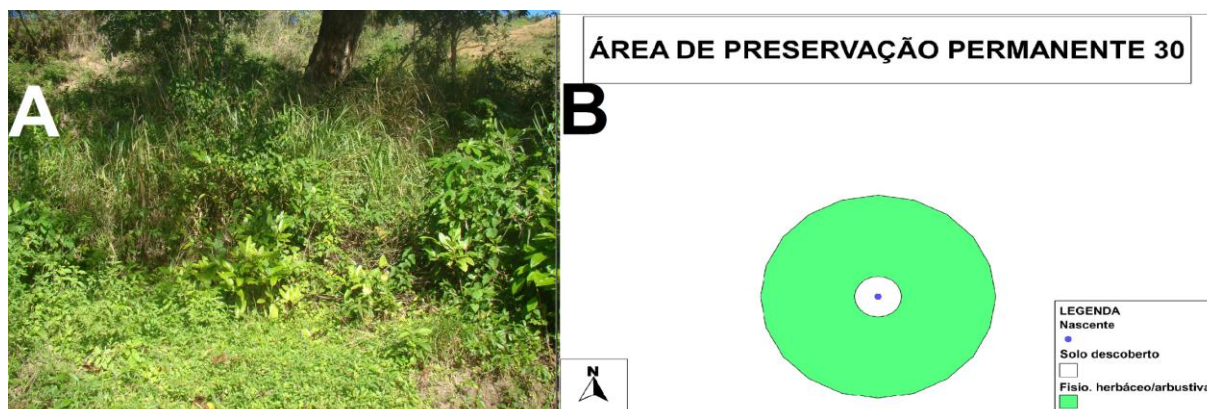 A
B
ÁREA DE PRESERVAÇÃO PERMANENTE 30
N
LEGENDA
Nascente
Solo descoberto
Fisio. herbáceo/arbustiva